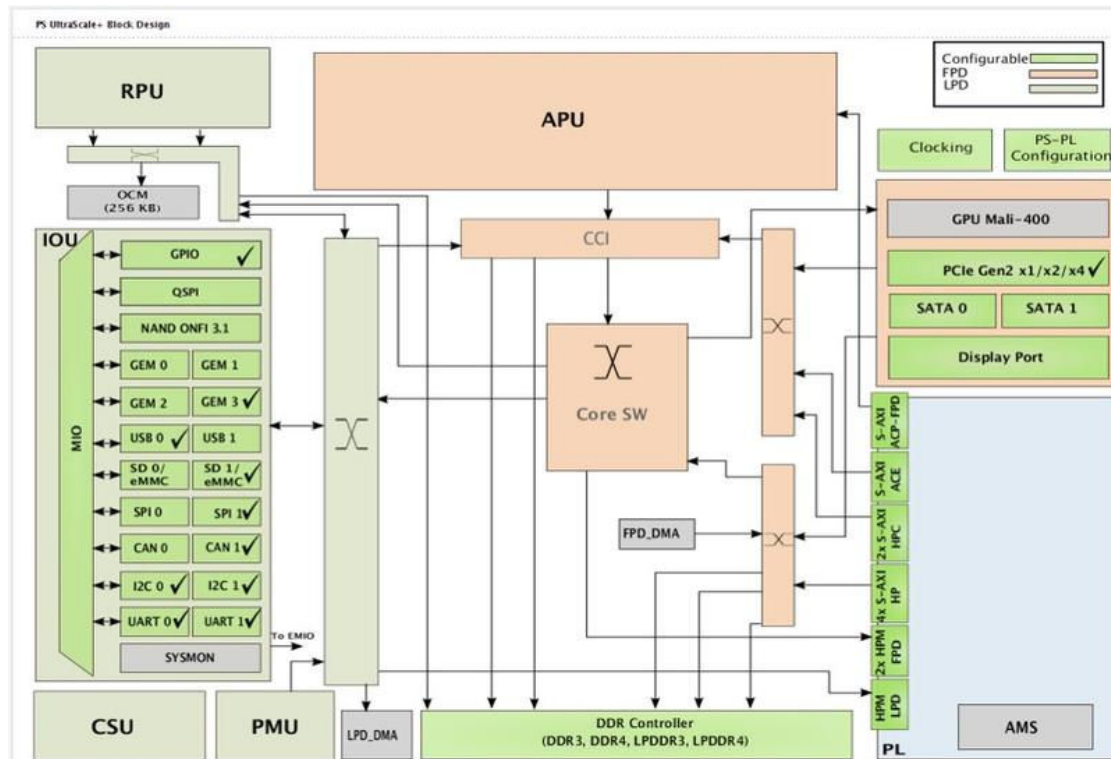 PS UltraScale+ Block Design
Configurable
FPD
LPD
RPU
APU
Clocking
PS-PL
Configuration
OCM
(256 KB)
GPU Mali-400
IOU
CCI
GPIO ✓
PCIe Gen2 x1/x2/x4 ✓
QSPI
SATA 0
SATA 1
NAND ONFI 3.1
Display Port
GEM 0
GEM 1
Core SW
GEM 2
GEM 3 ✓
MIO
USB 0 ✓
USB 1
S-AXI
ACP-FPD
SD 0/
eMMC
SD 1/
eMMC ✓
S-AXI
ACE
SPI 0
SPI 1 ✓
2x S-AXI
HPC
FPD_DMA
CAN 0
CAN 1 ✓
I2C 0 ✓
I2C 1 ✓
4x S-AXI
HP
UART 0 ✓
UART 1 ✓
To EMIO
2x HPM
FPD
SYSMON
HPM
LPD
CSU
PMU
LPD_DMA
DDR Controller
(DDR3, DDR4, LPDDR3, LPDDR4)
AMS
PL